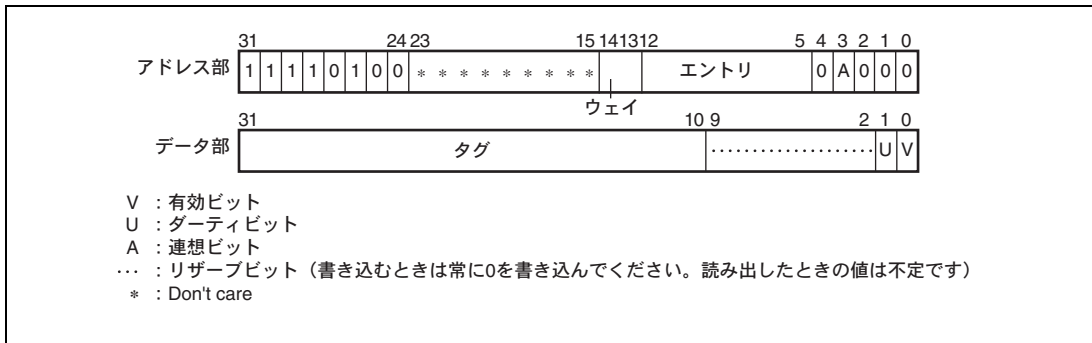 31 24 23 15 14 13 12 5 4 3 2 1 0
アドレス部 1 1 1 1 0 1 0 0 * * * * * * * * * エントリ 0 A 0 0 0
ウェイ
31 10 9 2 1 0
データ部 タグ ···················· U V
V ：有効ビット
U ：ダーティビット
A ：連想ビット
··· ：リザーブビット（書き込むときは常に0を書き込んでください。読み出したときの値は不定です）
* ：Don't care